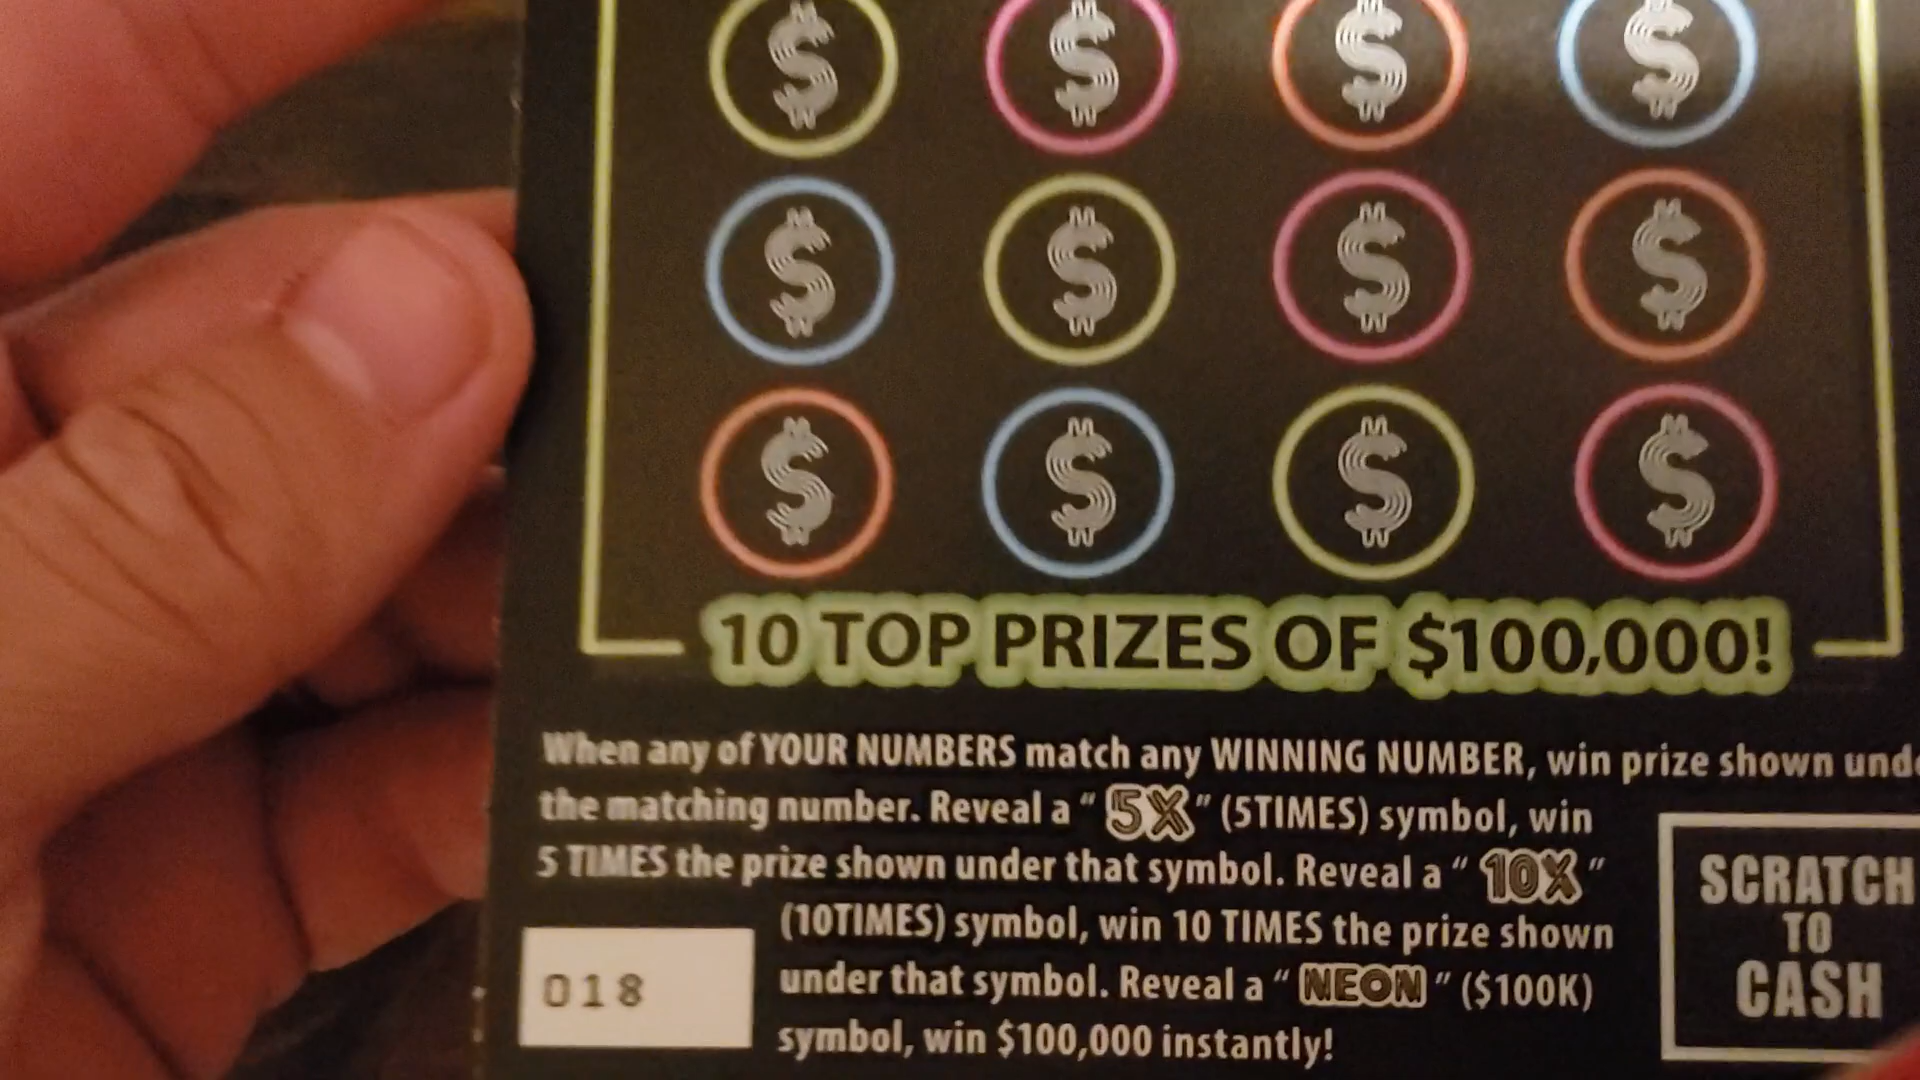 $ $ $ $
$ $ $ $
$ $ $ $
10 TOP PRIZES OF $100,000!
When any of YOUR NUMBERS match any WINNING NUMBER, win prize shown
the matching number. Reveal a "5X" (5TIMES) symbol, win
5 TIMES the prize shown under that symbol. Reveal a "10X"
(10TIMES) symbol, win 10 TIMES the prize shown
under that symbol. Reveal a "NEON" ($100K)
symbol, win $100,000 instantly!
018
SCRATCH
TO
CASH